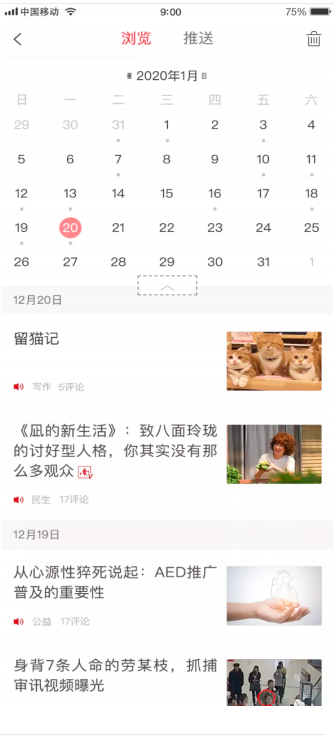 中国移动 9:00 75%
浏览 推送
2020年1月
日 一 二 三 四 五 六
29 30 31 1 2 3 4
5 6 7 8 9 10 11
12 13 14 15 16 17 18
19 20 21 22 23 24 25
26 27 28 29 30 31 1
12月20日
留猫记
写作 5评论
《凪的新生活》：致八面玲珑
的讨好型人格，你其实没有那
么多观众
民生 17评论
12月19日
从心源性猝死说起：AED推广
普及的重要性
公益 17评论
身背7条人命的劳某枝，抓捕
审讯视频曝光